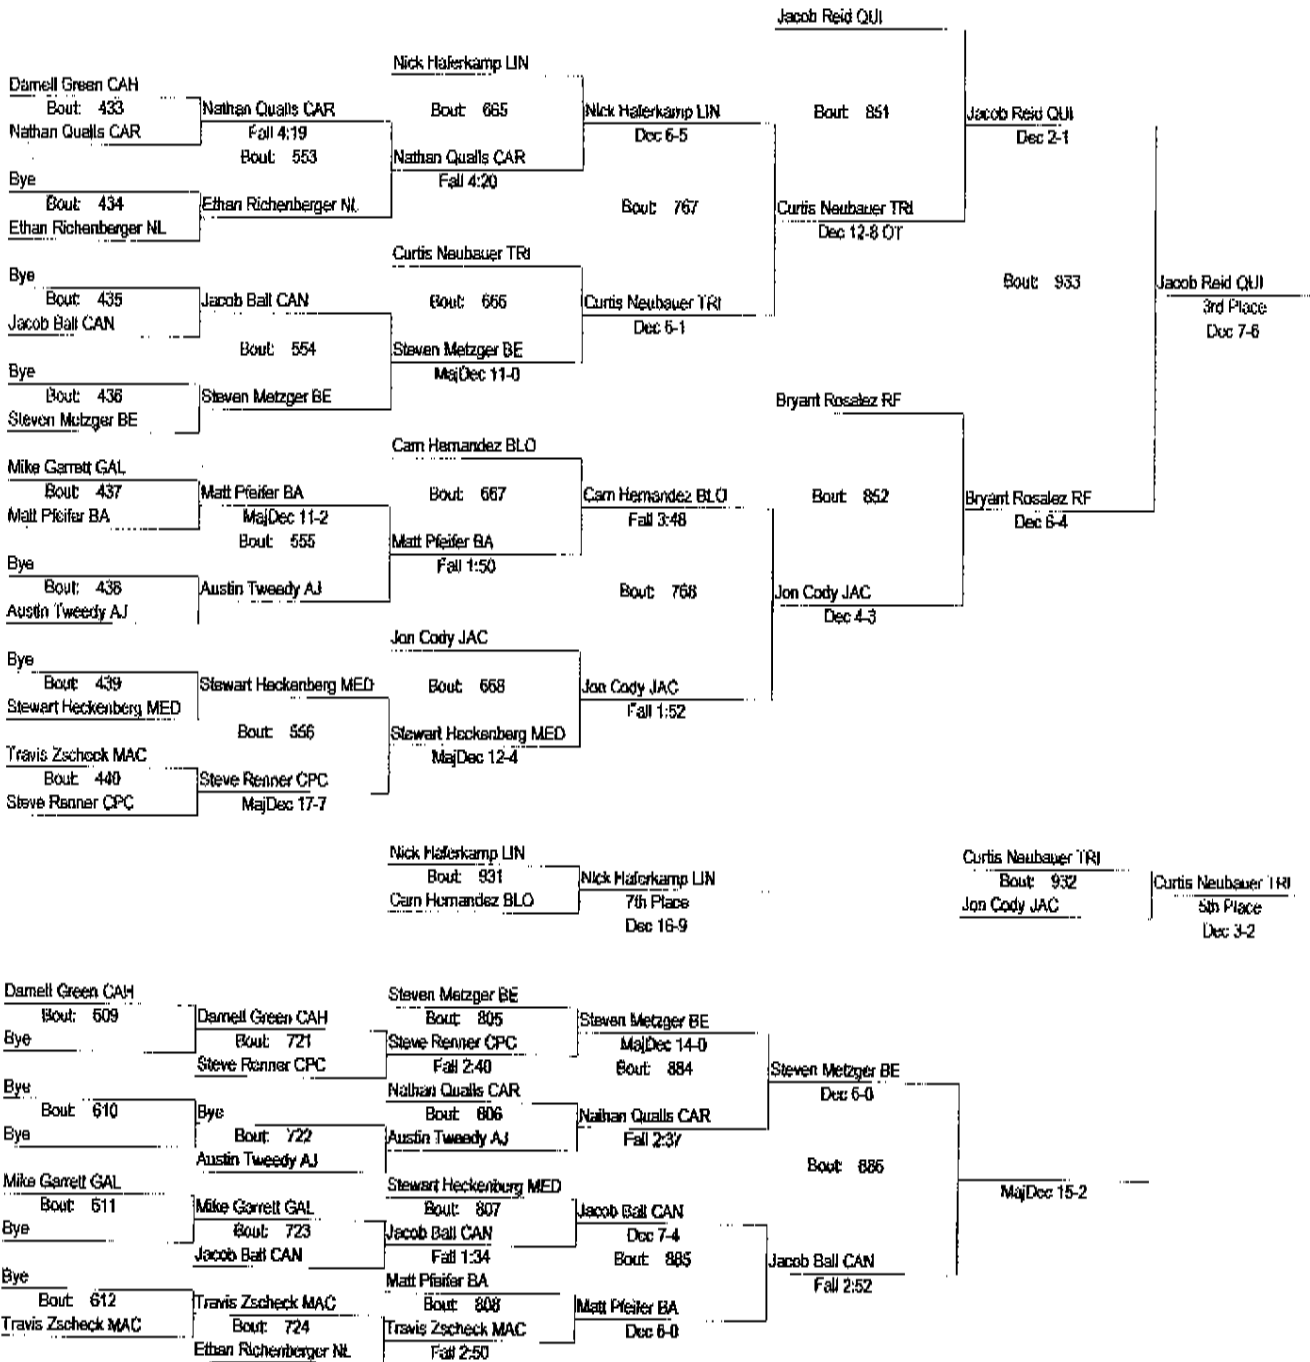 Jacob Reid QUI
Nick Haferkamp LIN
Darnell Green CAH
Bout: 433
Nathan Qualls CAR
Nathan Qualls CAR
Fall 4:19
Bout: 553
Bout: 665
Nathan Qualls CAR
Fall 4:20
Nick Haferkamp LIN
Dec 6-5
Bout: 851
Jacob Reid QUI
Dec 2-1
Bye
Bout: 434
Ethan Richenberger NL
Ethan Richenberger NL
Bout: 767
Curtis Neubauer TRI
Dec 12-8 OT
Curtis Neubauer TRI
Bye
Bout: 435
Jacob Ball CAN
Jacob Ball CAN
Bout: 554
Bout: 666
Steven Metzger BE
MajDec 11-0
Curtis Neubauer TRI
Dec 6-1
Bout: 933
Jacob Reid QUI
3rd Place
Dec 7-6
Bye
Bout: 436
Steven Metzger BE
Steven Metzger BE
Bryant Rosalez RF
Cam Hernandez BLO
Mike Garrett GAL
Bout: 437
Matt Pfeifer BA
Matt Pfeifer BA
MajDec 11-2
Bout: 555
Bout: 667
Matt Pfeifer BA
Fall 1:50
Cam Hernandez BLO
Fall 3:48
Bout: 852
Bryant Rosalez RF
Dec 6-4
Bye
Bout: 438
Austin Tweedy AJ
Austin Tweedy AJ
Bout: 768
Jon Cody JAC
Dec 4-3
Jon Cody JAC
Bye
Bout: 439
Stewart Heckenberg MED
Stewart Heckenberg MED
Bout: 556
Bout: 668
Stewart Heckenberg MED
MajDec 12-4
Jon Cody JAC
Fall 1:52
Travis Zscheck MAC
Bout: 440
Steve Renner CPC
Steve Renner CPC
MajDec 17-7
Nick Haferkamp LIN
Bout: 931
Cam Hernandez BLO
Nick Haferkamp LIN
7th Place
Dec 16-9
Curtis Neubauer TRI
Bout: 932
Jon Cody JAC
Curtis Neubauer TRI
5th Place
Dec 3-2
Darnell Green CAH
Bout: 609
Bye
Darnell Green CAH
Bout: 721
Steve Renner CPC
Steven Metzger BE
Bout: 805
Steve Renner CPC
Fall 2:40
Steven Metzger BE
MajDec 14-0
Bout: 884
Steven Metzger BE
Dec 6-0
Bye
Bout: 610
Bye
Bye
Bout: 722
Austin Tweedy AJ
Nathan Qualls CAR
Bout: 806
Austin Tweedy AJ
Nathan Qualls CAR
Fall 2:37
Bout: 886
MajDec 15-2
Mike Garrett GAL
Bout: 611
Bye
Mike Garrett GAL
Bout: 723
Jacob Ball CAN
Stewart Heckenburg MED
Bout: 807
Jacob Ball CAN
Fall 1:34
Jacob Ball CAN
Dec 7-4
Bout: 885
Jacob Ball CAN
Fall 2:52
Bye
Bout: 612
Travis Zscheck MAC
Travis Zscheck MAC
Bout: 724
Ethan Richenberger NL
Matt Pfeifer BA
Bout: 808
Travis Zscheck MAC
Fall 2:50
Matt Pfeifer BA
Dec 6-0